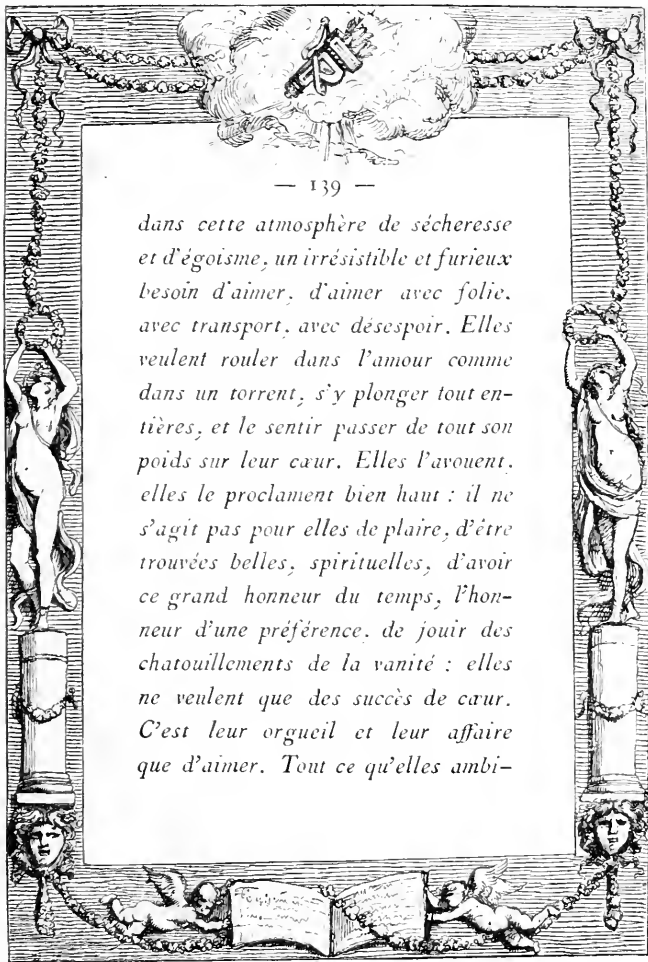 — 139 —
dans cette atmosphère de sécheresse
et d'égoisme, un irrésistible et furieux
besoin d'aimer, d'aimer avec folie,
avec transport, avec désespoir. Elles
veulent rouler dans l'amour comme
dans un torrent, s'y plonger tout en-
tières, et le sentir passer de tout son
poids sur leur cœur. Elles l'avouent,
elles le proclament bien haut : il ne
s'agit pas pour elles de plaire, d'être
trouvées belles, spirituelles, d'avoir
ce grand honneur du temps, l'hon-
neur d'une préférence, de jouir des
chatouillements de la vanité : elles
ne veulent que des succès de cœur.
C'est leur orgueil et leur affaire
que d'aimer. Tout ce qu'elles ambi-